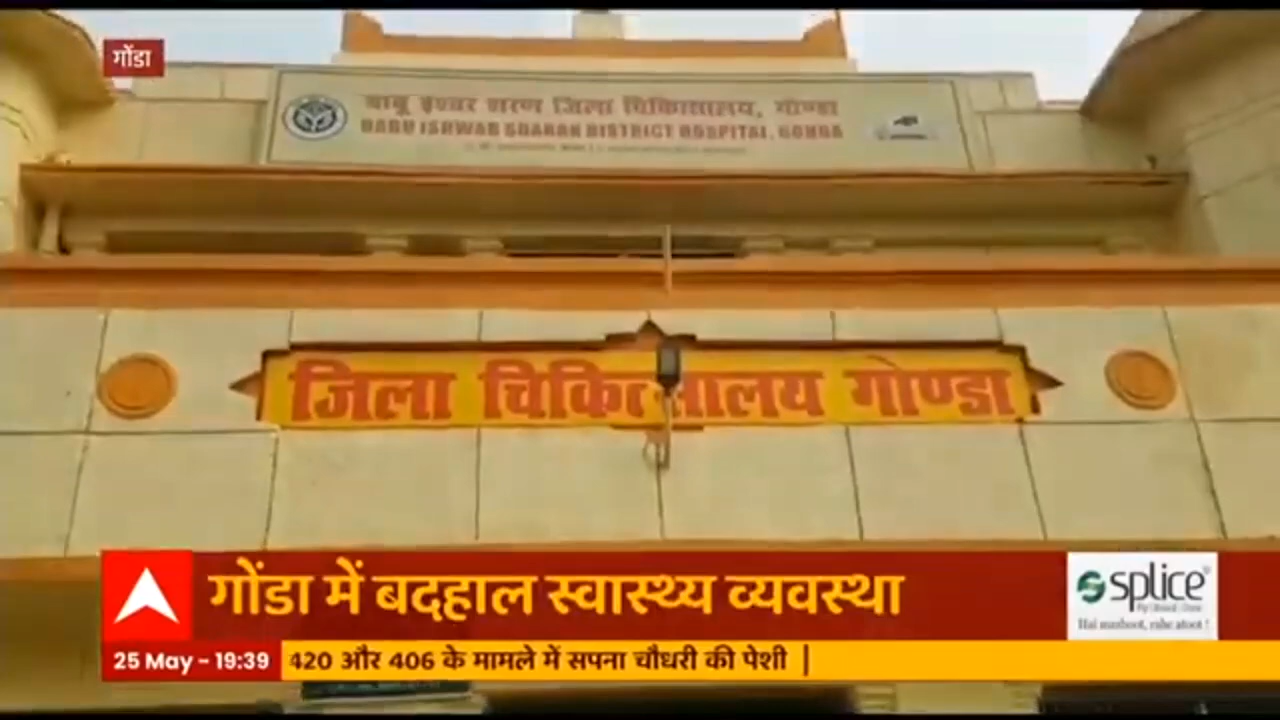 गोंडा
बाबू ईश्वर शरण जिला चिकित्सालय, गोण्डा
BABU ISHWAR SHARAN DISTRICT HOSPITAL, GONDA
जिला चिकित्सालय गोण्डा
गोंडा में बदहाल स्वास्थ्य व्यवस्था
splice
Hai mazboot, rahe atoot !
25 May - 19:39
420 और 406 के मामले में सपना चौधरी की पेशी |